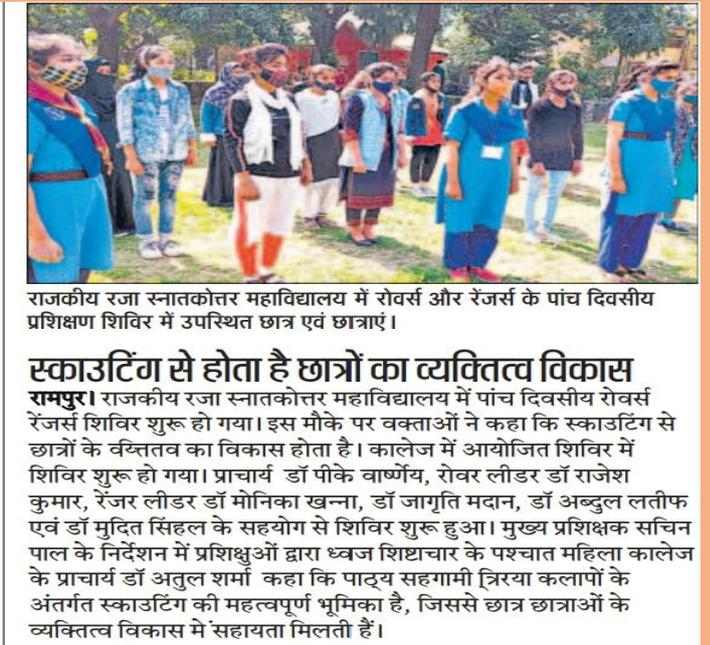 राजकीय रजा स्नातकोत्तर महाविद्यालय में रोवर्स और रेंजर्स के पांच दिवसीय
प्रशिक्षण शिविर में उपस्थित छात्र एवं छात्राएं।
स्काउटिंग से होता है छात्रों का व्यक्तित्व विकास
रामपुर। राजकीय रजा स्नातकोत्तर महाविद्यालय में पांच दिवसीय रोवर्स
रेंजर्स शिविर शुरू हो गया। इस मौके पर वक्ताओं ने कहा कि स्काउटिंग से
छात्रों के व्य्त्तितव का विकास होता है। कालेज में आयोजित शिविर में
शिविर शुरू हो गया। प्राचार्य डॉ पीके वार्ष्णेय, रोवर लीडर डॉ राजेश
कुमार, रेंजर लीडर डॉ मोनिका खन्ना, डॉ जागृति मदान, डॉ अब्दुल लतीफ
एवं डॉ मुदित सिंहल के सहयोग से शिविर शुरू हुआ। मुख्य प्रशिक्षक सचिन
पाल के निर्देशन में प्रशिक्षुओं द्वारा ध्वज शिष्टाचार के पश्चात महिला कालेज
के प्राचार्य डॉ अतुल शर्मा कहा कि पाठ्य सहगामी त्रिरया कलापों के
अंतर्गत स्काउटिंग की महत्वपूर्ण भूमिका है, जिससे छात्र छात्राओं के
व्यक्तित्व विकास में सहायता मिलती हैं।